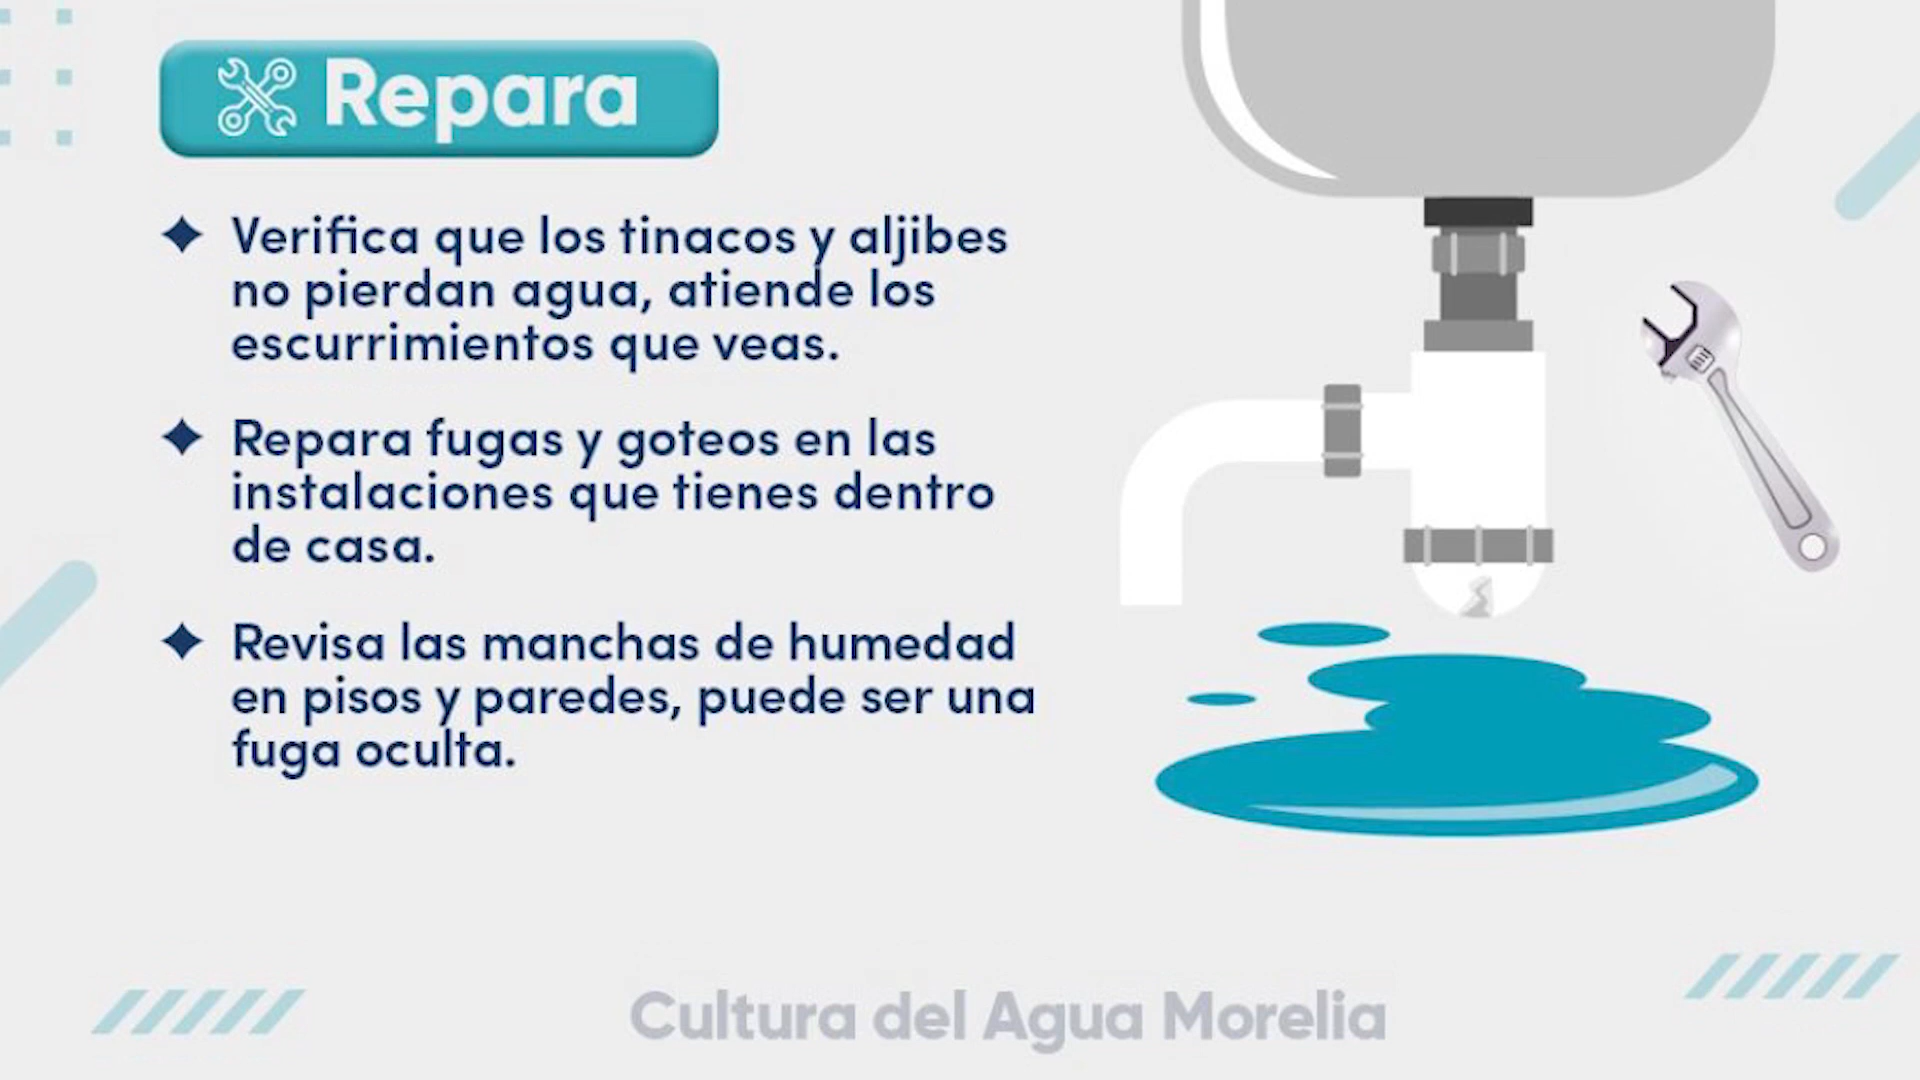 Repara
Verifica que los tinacos y aljibes
no pierdan agua, atiende los
escurrimientos que veas.
Repara fugas y goteos en las
instalaciones que tienes dentro
de casa.
Revisa las manchas de humedad
en pisos y paredes, puede ser una
fuga oculta.
Cultura del Agua Morelia